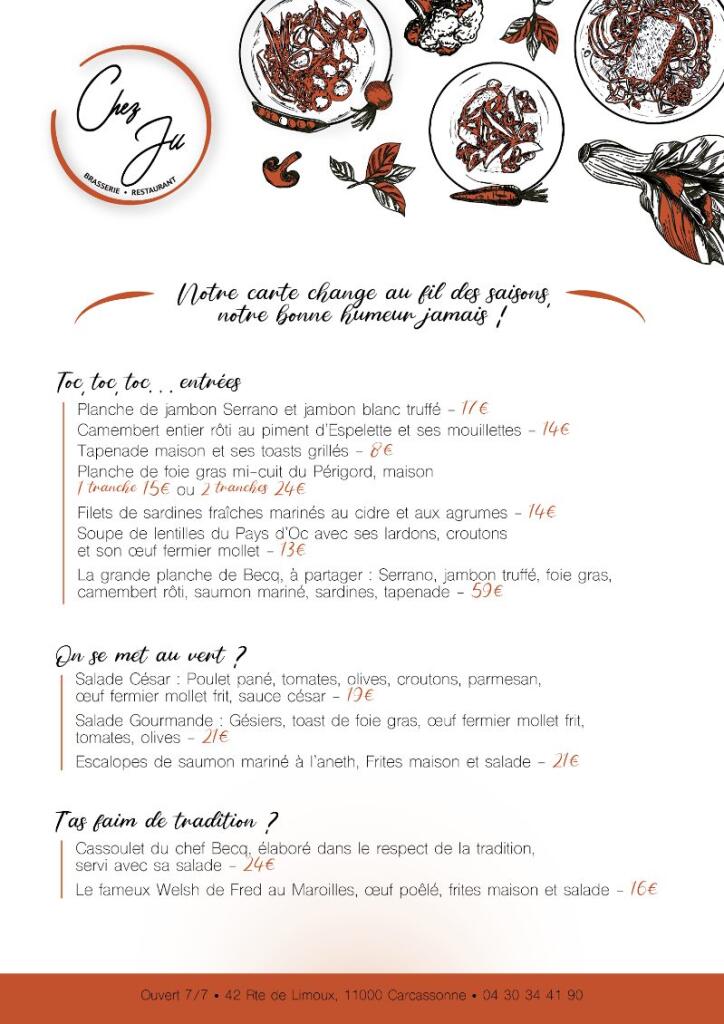 Chez
Ju
BRASSERIE • RESTAURANT
Notre carte change au fil des saisons,
notre bonne humeur jamais !
Toc, toc, toc... entrées
Planche de jambon Serrano et jambon blanc truffé - 17€
Camembert entier rôti au piment d'Espelette et ses mouillettes - 14€
Tapenade maison et ses toasts grillés - 8€
Planche de foie gras mi-cuit du Périgord, maison
1 tranche 15€ ou 2 tranches 24€
Filets de sardines fraîches marinés au cidre et aux agrumes - 14€
Soupe de lentilles du Pays d'Oc avec ses lardons, croutons
et son œuf fermier mollet - 13€
La grande planche de Becq, à partager : Serrano, jambon truffé, foie gras,
camembert rôti, saumon mariné, sardines, tapenade - 59€
On se met au vert ?
Salade César : Poulet pané, tomates, olives, croutons, parmesan,
œuf fermier mollet frit, sauce césar - 19€
Salade Gourmande : Gésiers, toast de foie gras, œuf fermier mollet frit,
tomates, olives - 21€
Escalopes de saumon mariné à l'aneth, Frites maison et salade - 21€
T'as faim de tradition ?
Cassoulet du chef Becq, élaboré dans le respect de la tradition,
servi avec sa salade - 24€
Le fameux Welsh de Fred au Maroilles, œuf poêlé, frites maison et salade - 16€
Ouvert 7/7 • 42 Rte de Limoux, 11000 Carcassonne • 04 30 34 41 90